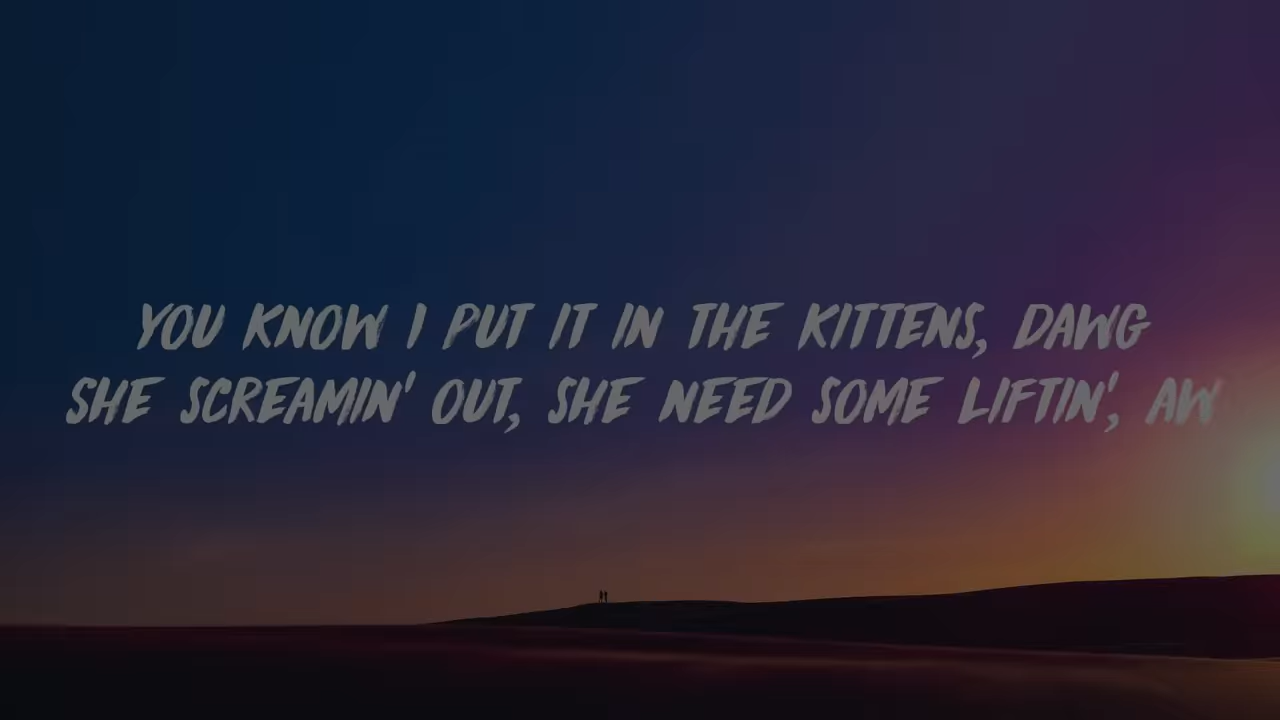 YOU KNOW I PUT IT IN THE KITTENS, DAWG
SHE SCREAMIN' OUT, SHE NEED SOME LIFTIN', AW